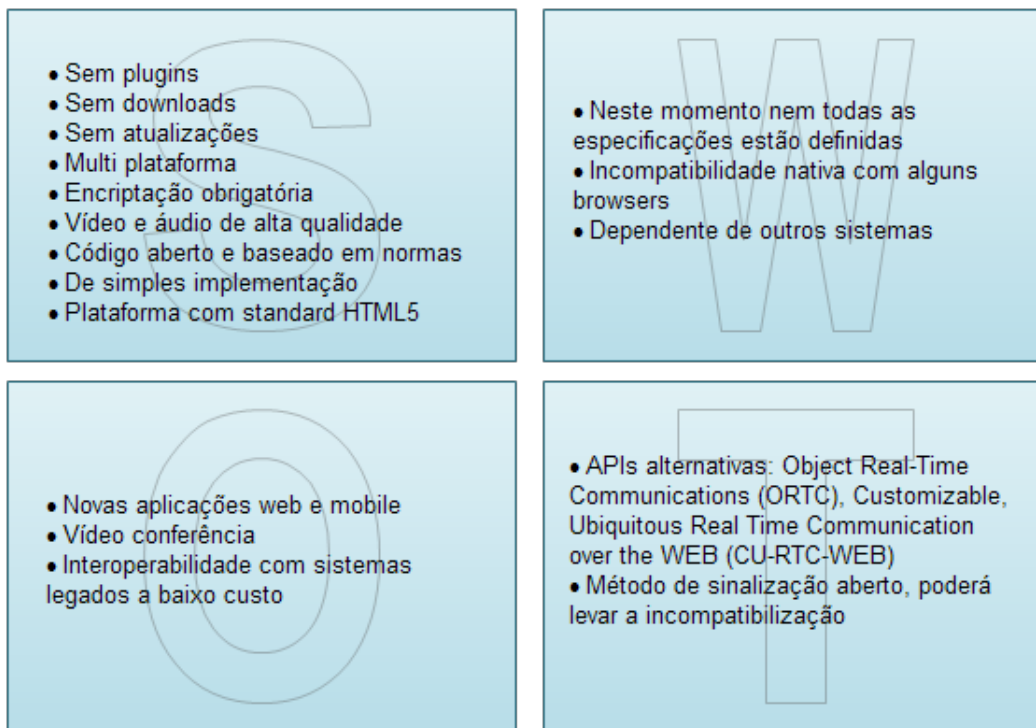 S
• Sem plugins
• Sem downloads
• Sem atualizações
• Multi plataforma
• Encriptação obrigatória
• Vídeo e áudio de alta qualidade
• Código aberto e baseado em normas
• De simples implementação
• Plataforma com standard HTML5
W
• Neste momento nem todas as
especificações estão definidas
• Incompatibilidade nativa com alguns
browsers
• Dependente de outros sistemas
O
• Novas aplicações web e mobile
• Vídeo conferência
• Interoperabilidade com sistemas
legados a baixo custo
T
• APIs alternativas: Object Real-Time
Communications (ORTC), Customizable,
Ubiquitous Real Time Communication
over the WEB (CU-RTC-WEB)
• Método de sinalização aberto, poderá
levar a incompatibilização